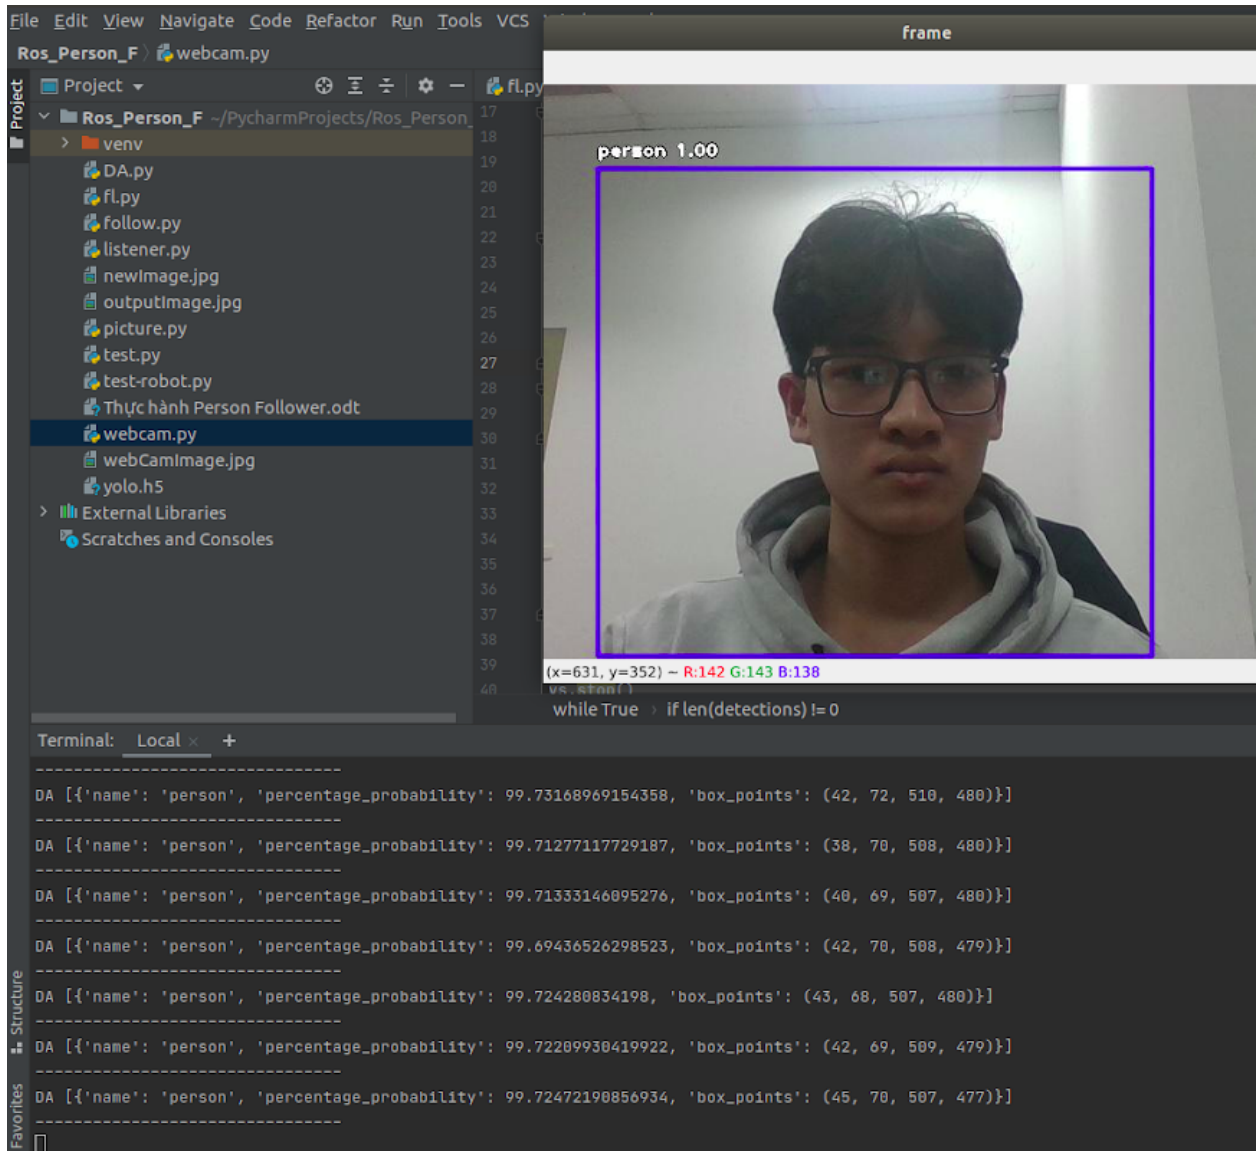 File Edit View Navigate Code Refactor Run Tools VCS
frame
Ros_Person_F webcam.py
Project
Project
fl.py
Ros_Person_F ~/PycharmProjects/Ros_Person_
venv
DA.py
fl.py
follow.py
listener.py
newImage.jpg
outputImage.jpg
picture.py
test.py
test-robot.py
Thực hành Person Follower.odt
webcam.py
webCamImage.jpg
yolo.h5
External Libraries
Scratches and Consoles
17
18
19
20
21
22
23
24
25
26
27
28
29
30
31
32
33
34
35
36
37
38
39
40 vs.stop()
person 1.00
(x=631, y=352) ~ R:142 G:143 B:138
while True > if len(detections) != 0
Terminal: Local × +
--------------------------------
DA [{'name': 'person', 'percentage_probability': 99.73168969154358, 'box_points': (42, 72, 510, 480)}]
--------------------------------
DA [{'name': 'person', 'percentage_probability': 99.71277117729187, 'box_points': (38, 70, 508, 480)}]
--------------------------------
DA [{'name': 'person', 'percentage_probability': 99.71333146095276, 'box_points': (40, 69, 507, 480)}]
--------------------------------
DA [{'name': 'person', 'percentage_probability': 99.69436526298523, 'box_points': (42, 70, 508, 479)}]
--------------------------------
DA [{'name': 'person', 'percentage_probability': 99.724280834198, 'box_points': (43, 68, 507, 480)}]
--------------------------------
DA [{'name': 'person', 'percentage_probability': 99.72209930419922, 'box_points': (42, 69, 509, 479)}]
--------------------------------
DA [{'name': 'person', 'percentage_probability': 99.72472190856934, 'box_points': (45, 70, 507, 477)}]
--------------------------------
Structure
Favorites